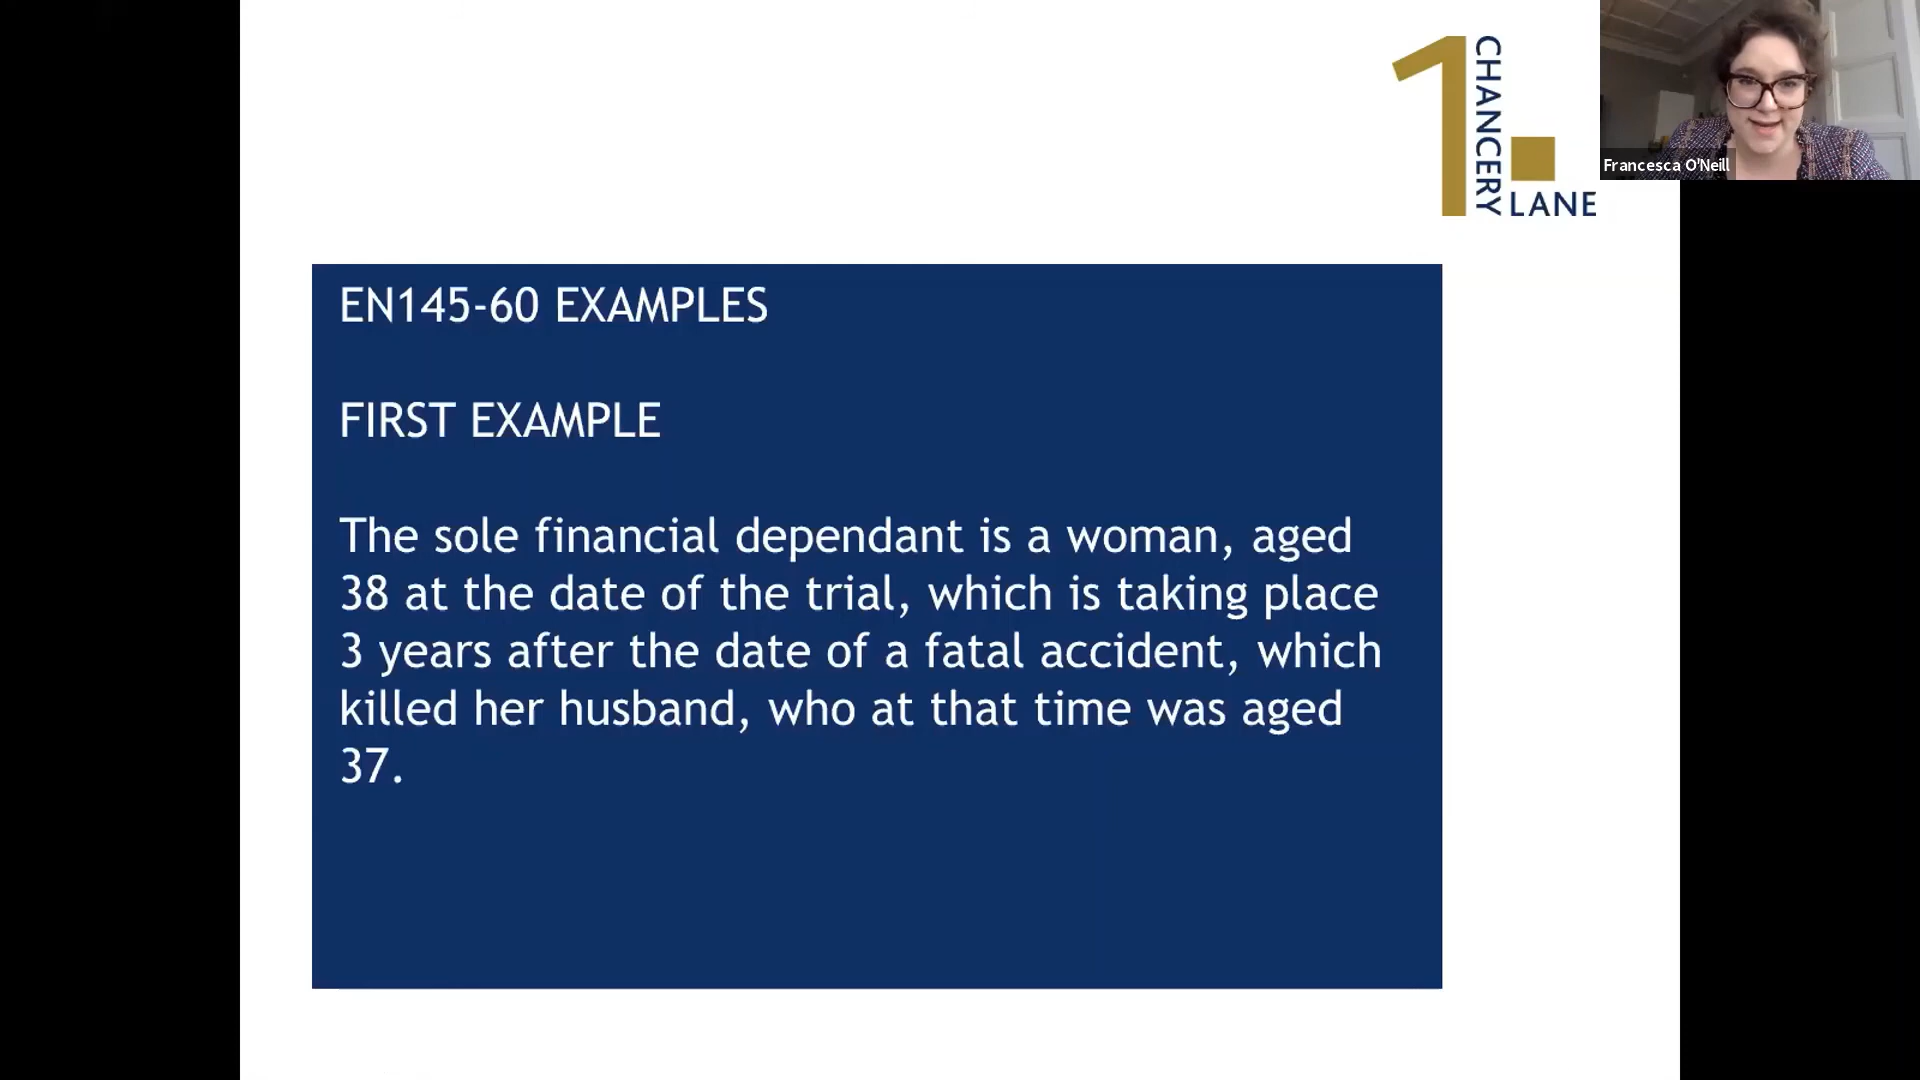 1 CHANCERY
LANE
Francesca O'Neill
EN145-60 EXAMPLES
FIRST EXAMPLE
The sole financial dependant is a woman, aged
38 at the date of the trial, which is taking place
3 years after the date of a fatal accident, which
killed her husband, who at that time was aged
37.